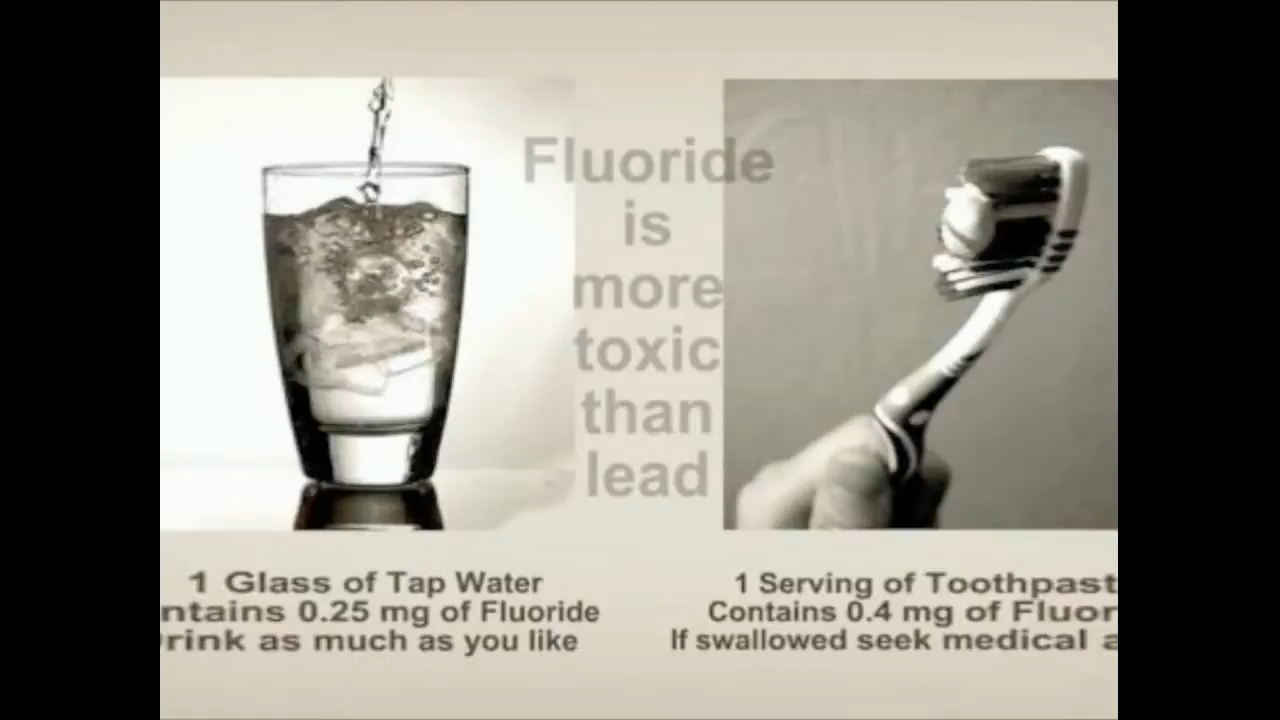 Fluoride
is
more
toxic
than
lead
1 Glass of Tap Water
ntains 0.25 mg of Fluoride
rink as much as you like
1 Serving of Toothpast
Contains 0.4 mg of Fluor
If swallowed seek medical a